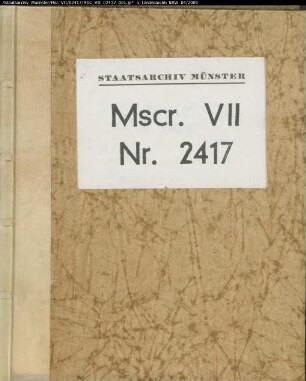 STAATSARCHIV MÜNSTER
Mscr. VII
Nr. 2417